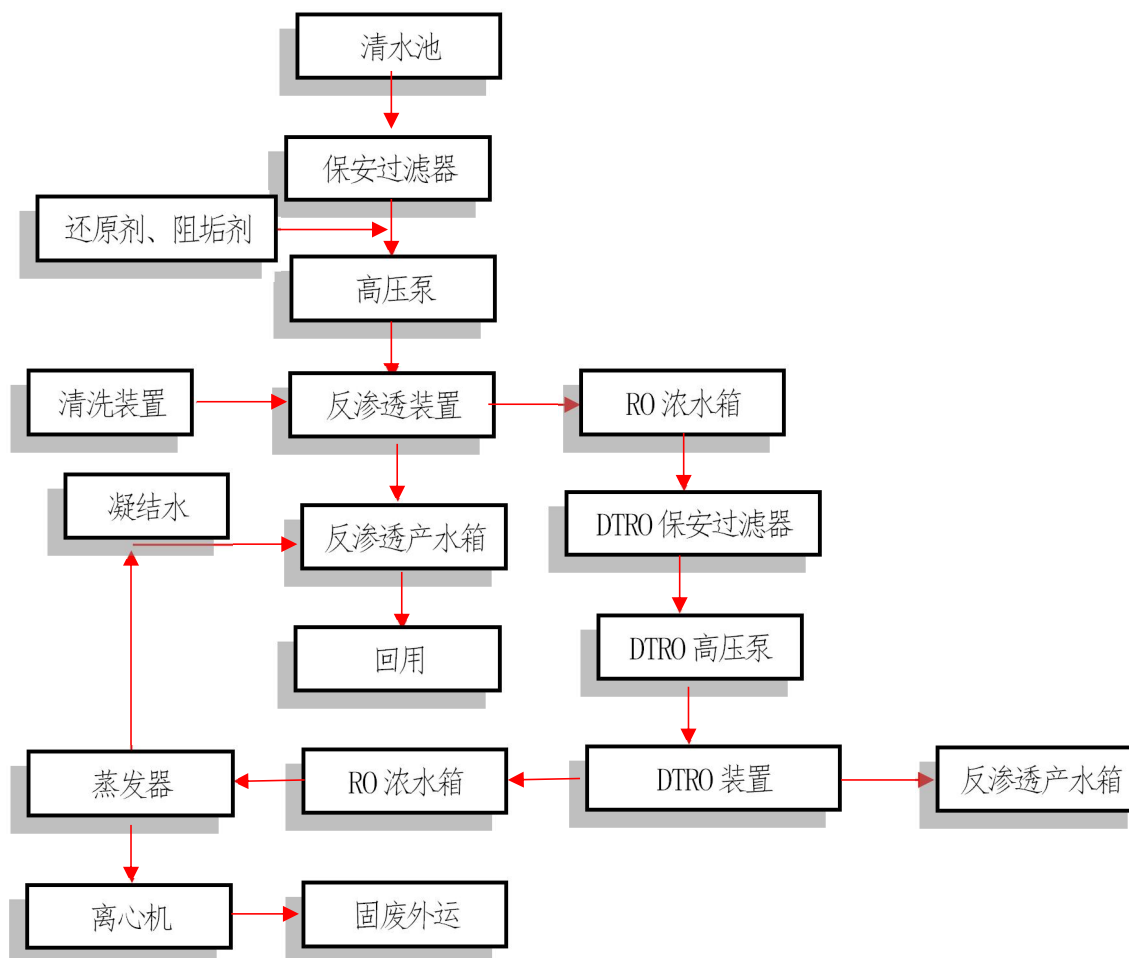 清水池
保安过滤器
还原剂、阻垢剂
高压泵
清洗装置
反渗透装置
RO 浓水箱
凝结水
反渗透产水箱
DTRO 保安过滤器
回用
DTRO 高压泵
蒸发器
RO 浓水箱
DTRO 装置
反渗透产水箱
离心机
固废外运